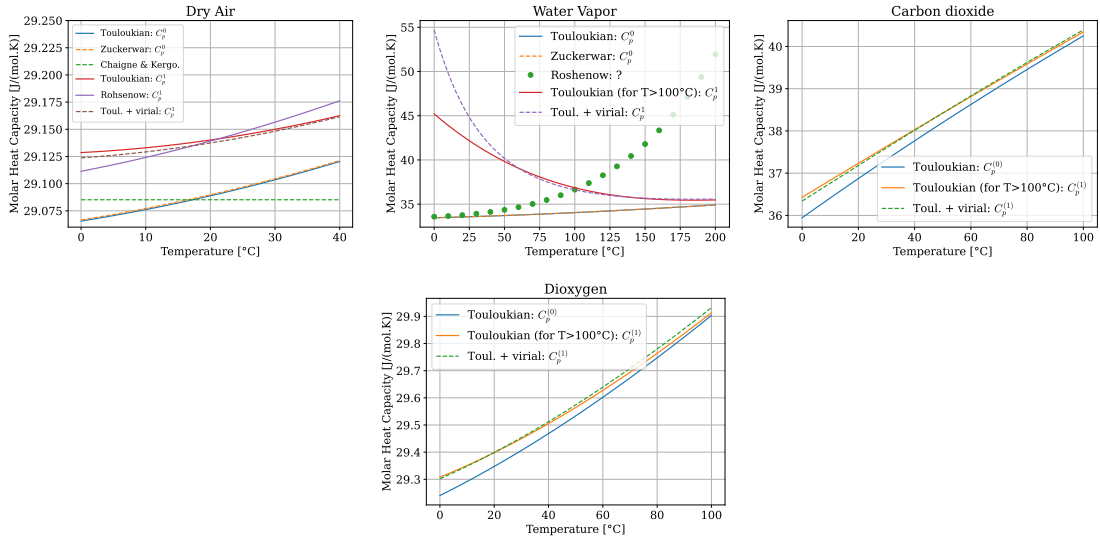 Dry Air
Molar Heat Capacity [J/(mol.K)]
29.250
29.225
29.200
29.175
29.150
29.125
29.100
29.075
Touloukian: $C_p^0$
Zuckerwar: $C_p^0$
Chaigne & Kergo.
Touloukian: $C_p^1$
Rohsenow: $C_p^1$
Toul. + virial: $C_p^1$
0 10 20 30 40
Temperature [°C]
Water Vapor
Molar Heat Capacity [J/(mol.K)]
55
50
45
40
35
Touloukian: $C_p^0$
Zuckerwar: $C_p^0$
Roshenow: ?
Touloukian (for T>100°C): $C_p^1$
Toul. + virial: $C_p^1$
0 25 50 75 100 125 150 175 200
Temperature [°C]
Carbon dioxide
Molar Heat Capacity [J/(mol.K)]
40
39
38
37
36
Touloukian: $C_p^{(0)}$
Touloukian (for T>100°C): $C_p^{(1)}$
Toul. + virial: $C_p^{(1)}$
0 20 40 60 80 100
Temperature [°C]
Dioxygen
Molar Heat Capacity [J/(mol.K)]
29.9
29.8
29.7
29.6
29.5
29.4
29.3
Touloukian: $C_p^{(0)}$
Touloukian (for T>100°C): $C_p^{(1)}$
Toul. + virial: $C_p^{(1)}$
0 20 40 60 80 100
Temperature [°C]